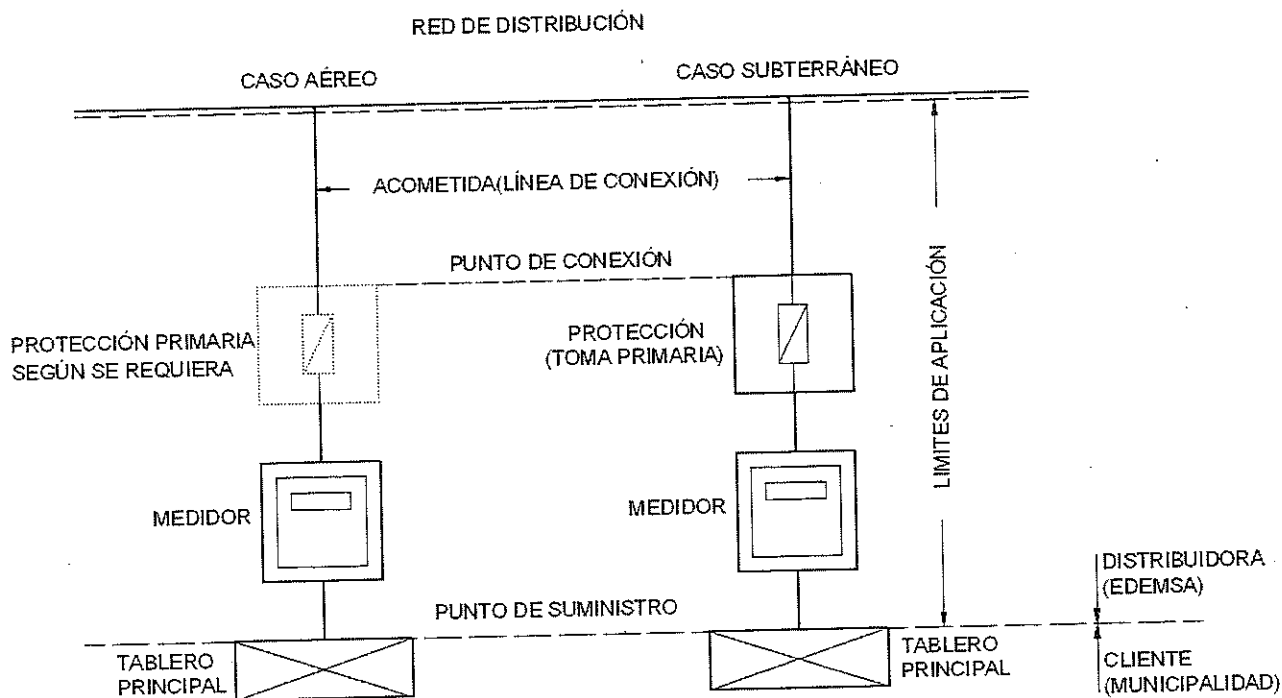 RED DE DISTRIBUCIÓN
CASO AÉREO
CASO SUBTERRÁNEO
ACOMETIDA(LÍNEA DE CONEXIÓN)
PUNTO DE CONEXIÓN
PROTECCIÓN PRIMARIA
SEGÚN SE REQUIERA
PROTECCIÓN
(TOMA PRIMARIA)
LIMITES DE APLICACIÓN
MEDIDOR
MEDIDOR
PUNTO DE SUMINISTRO
DISTRIBUIDORA
(EDEMSA)
TABLERO
PRINCIPAL
TABLERO
PRINCIPAL
CLIENTE
(MUNICIPALIDAD)